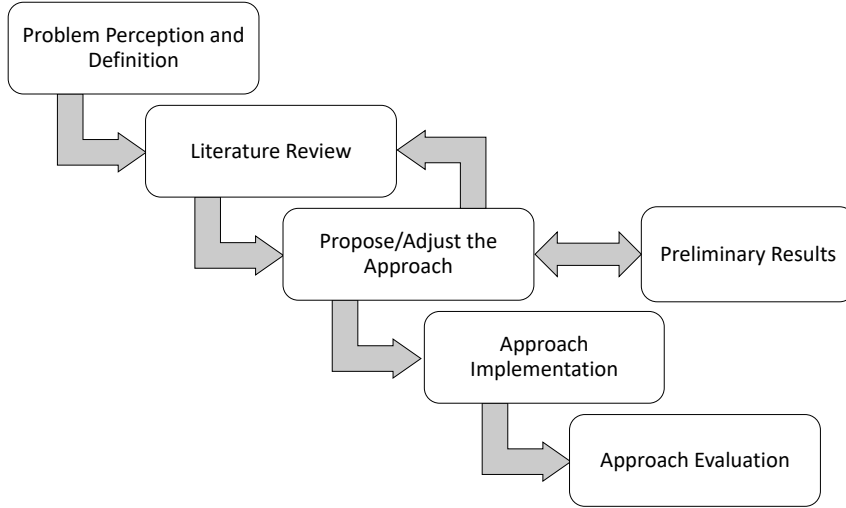 Problem Perception and
Definition
Literature Review
Propose/Adjust the
Approach
Preliminary Results
Approach
Implementation
Approach Evaluation